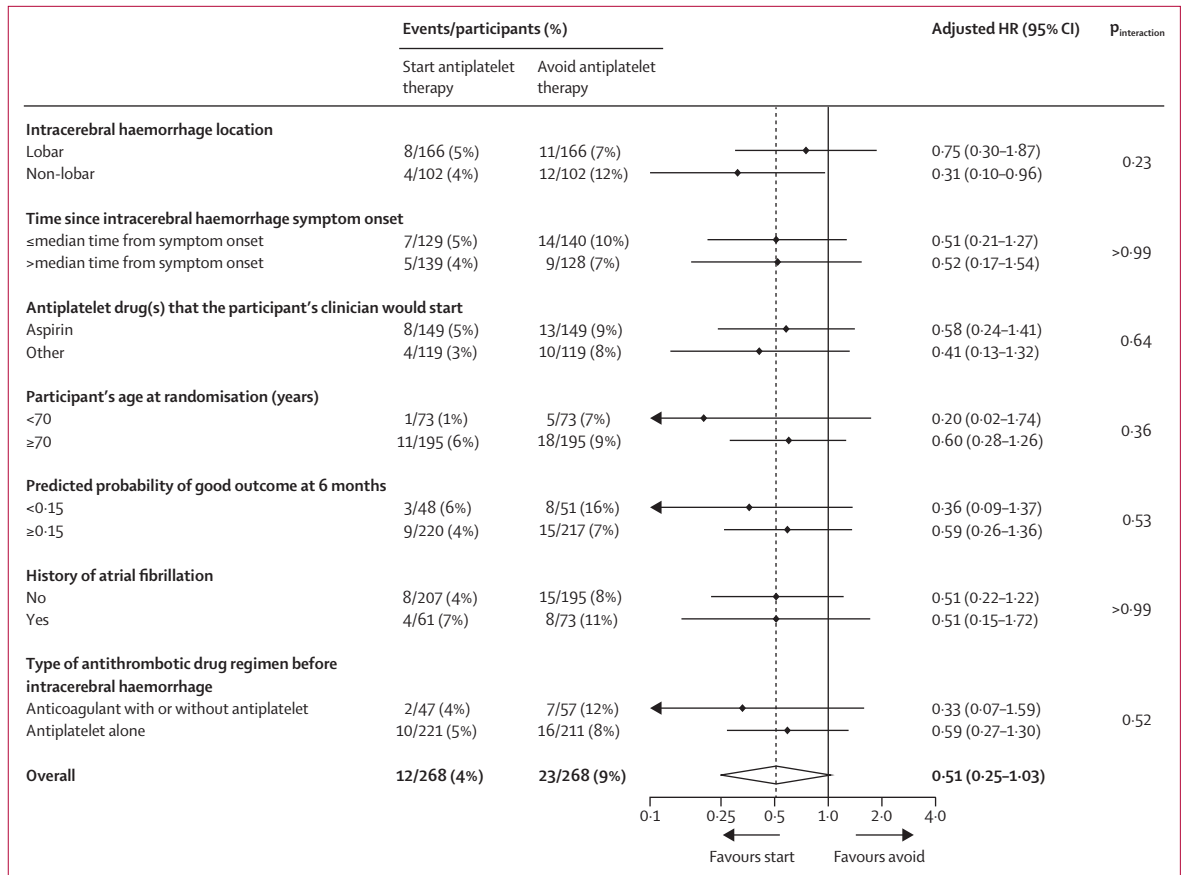 Events/participants (%) Adjusted HR (95% CI) pinteraction
Start antiplatelet therapy Avoid antiplatelet therapy
Intracerebral haemorrhage location
Lobar 8/166 (5%) 11/166 (7%) 0·75 (0·30–1·87)
0·23
Non-lobar 4/102 (4%) 12/102 (12%) 0·31 (0·10–0·96)
Time since intracerebral haemorrhage symptom onset
≤median time from symptom onset 7/129 (5%) 14/140 (10%) 0·51 (0·21–1·27)
>0·99
>median time from symptom onset 5/139 (4%) 9/128 (7%) 0·52 (0·17–1·54)
Antiplatelet drug(s) that the participant’s clinician would start
Aspirin 8/149 (5%) 13/149 (9%) 0·58 (0·24–1·41)
0·64
Other 4/119 (3%) 10/119 (8%) 0·41 (0·13–1·32)
Participant’s age at randomisation (years)
<70 1/73 (1%) 5/73 (7%) 0·20 (0·02–1·74)
0·36
≥70 11/195 (6%) 18/195 (9%) 0·60 (0·28–1·26)
Predicted probability of good outcome at 6 months
<0·15 3/48 (6%) 8/51 (16%) 0·36 (0·09–1·37)
0·53
≥0·15 9/220 (4%) 15/217 (7%) 0·59 (0·26–1·36)
History of atrial fibrillation
No 8/207 (4%) 15/195 (8%) 0·51 (0·22–1·22)
>0·99
Yes 4/61 (7%) 8/73 (11%) 0·51 (0·15–1·72)
Type of antithrombotic drug regimen before
intracerebral haemorrhage
Anticoagulant with or without antiplatelet 2/47 (4%) 7/57 (12%) 0·33 (0·07–1·59)
0·52
Antiplatelet alone 10/221 (5%) 16/211 (8%) 0·59 (0·27–1·30)
Overall 12/268 (4%) 23/268 (9%) 0·51 (0·25–1·03)
0·1 0·25 0·5 1·0 2·0 4·0
Favours start Favours avoid